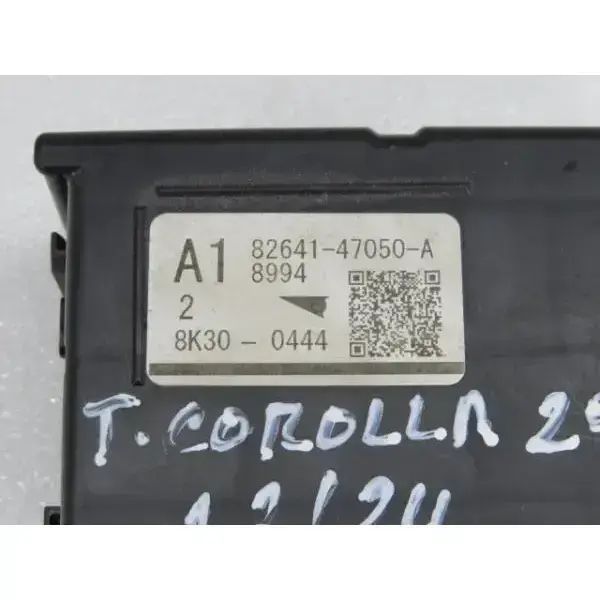 A1 82641-47050-A
8994
2
8K30 - 0444
T. COROLLA